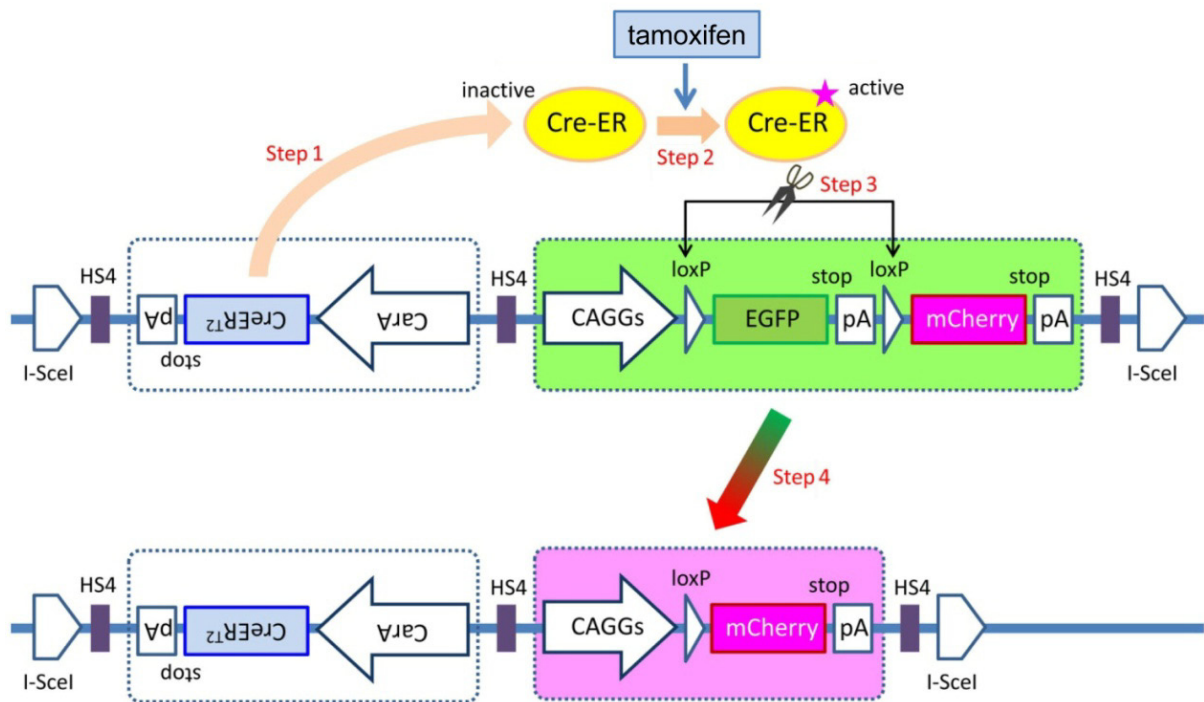 tamoxifen
inactive
Cre-ER
Cre-ER
active
Step 1
Step 2
Step 3
HS4
HS4
loxP
stop
loxP
stop
HS4
pA
CreERT2
CarA
CAGGs
EGFP
pA
mCherry
pA
stop
I-SceI
I-SceI
Step 4
HS4
HS4
loxP
stop
HS4
pA
CreERT2
CarA
CAGGs
mCherry
pA
stop
I-SceI
I-SceI